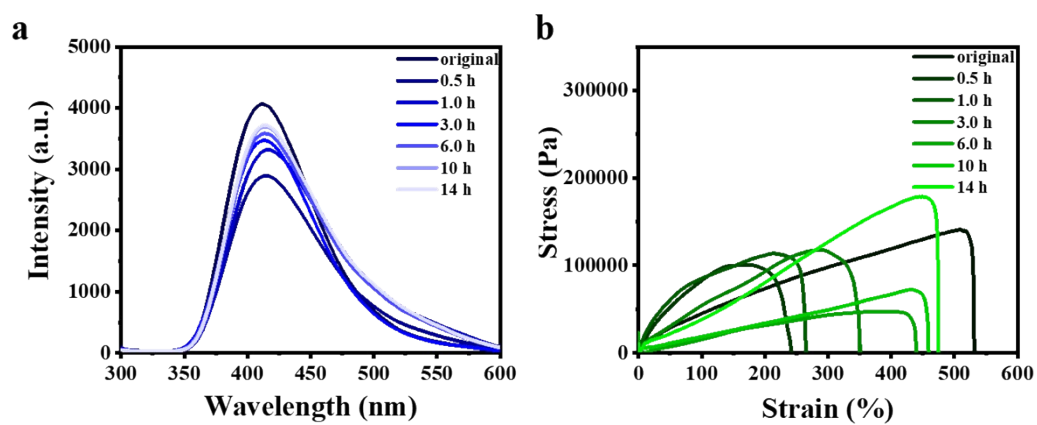 a
5000
4000
3000
2000
1000
0
Intensity (a.u.)
300
350
400
450
500
550
600
Wavelength (nm)
original
0.5 h
1.0 h
3.0 h
6.0 h
10 h
14 h
b
300000
200000
100000
0
Stress (Pa)
0
100
200
300
400
500
600
Strain (%)
original
0.5 h
1.0 h
3.0 h
6.0 h
10 h
14 h